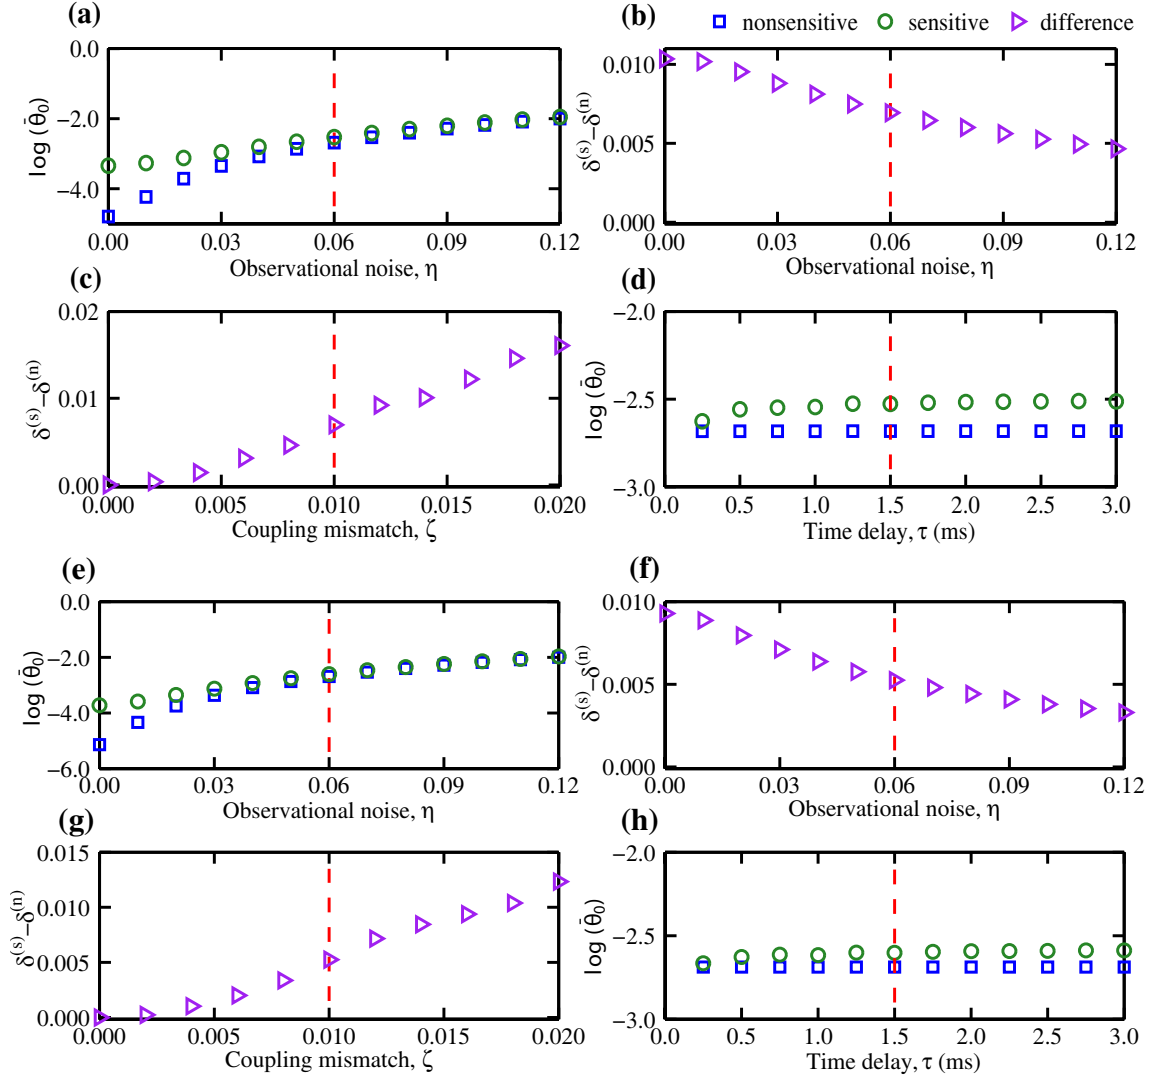 (a)
(b)
nonsensitive
sensitive
difference
0.0
−2.0
−4.0
log (θ̄₀)
0.00
0.03
0.06
0.09
0.12
Observational noise, η
0.010
0.005
0.000
δ⁽ˢ⁾−δ⁽ⁿ⁾
0.00
0.03
0.06
0.09
0.12
Observational noise, η
(c)
(d)
0.02
0.01
0.00
δ⁽ˢ⁾−δ⁽ⁿ⁾
0.000
0.005
0.010
0.015
0.020
Coupling mismatch, ζ
−2.0
−2.5
−3.0
log (θ̄₀)
0.5
1.0
1.5
2.0
2.5
3.0
Time delay, τ (ms)
(e)
(f)
0.0
−2.0
−4.0
−6.0
log (θ̄₀)
0.00
0.03
0.06
0.09
0.12
Observational noise, η
0.010
0.005
0.000
δ⁽ˢ⁾−δ⁽ⁿ⁾
0.00
0.03
0.06
0.09
0.12
Observational noise, η
(g)
(h)
0.015
0.010
0.005
0.000
δ⁽ˢ⁾−δ⁽ⁿ⁾
0.000
0.005
0.010
0.015
0.020
Coupling mismatch, ζ
−2.0
−2.5
−3.0
log (θ̄₀)
0.0
0.5
1.0
1.5
2.0
2.5
3.0
Time delay, τ (ms)